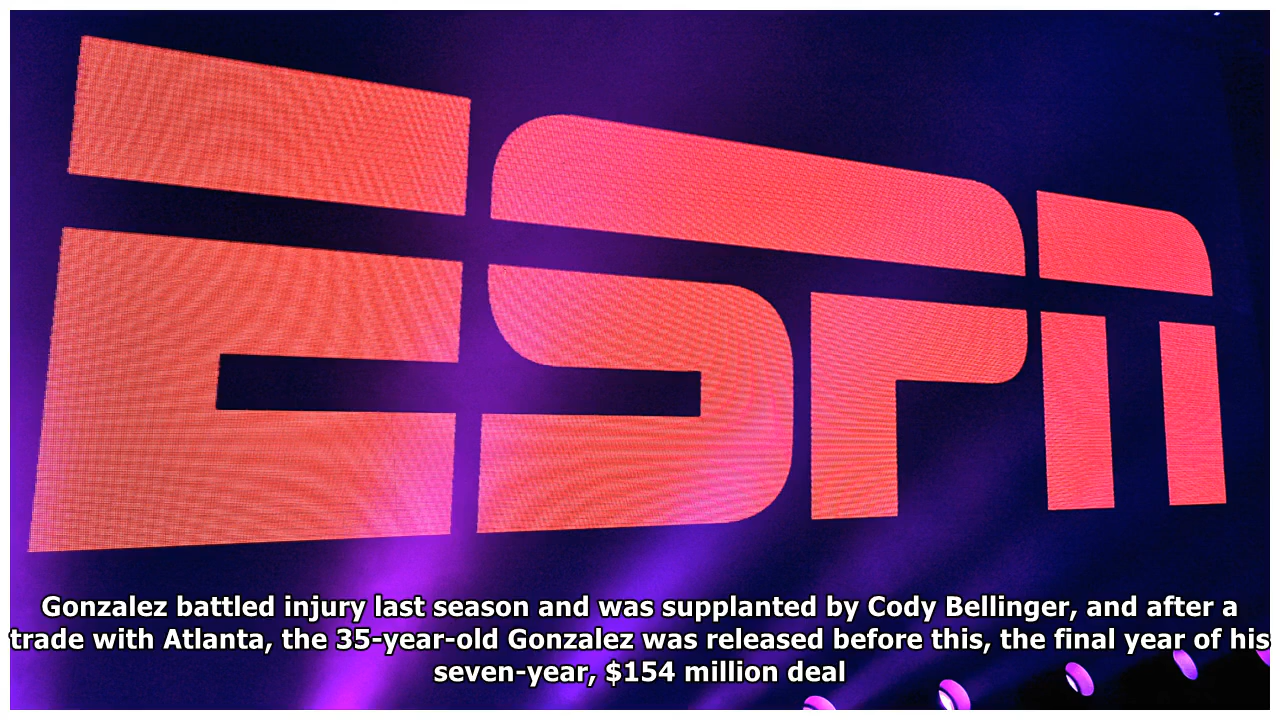 ESPN
Gonzalez battled injury last season and was supplanted by Cody Bellinger, and after a
trade with Atlanta, the 35-year-old Gonzalez was released before this, the final year of his
seven-year, $154 million deal